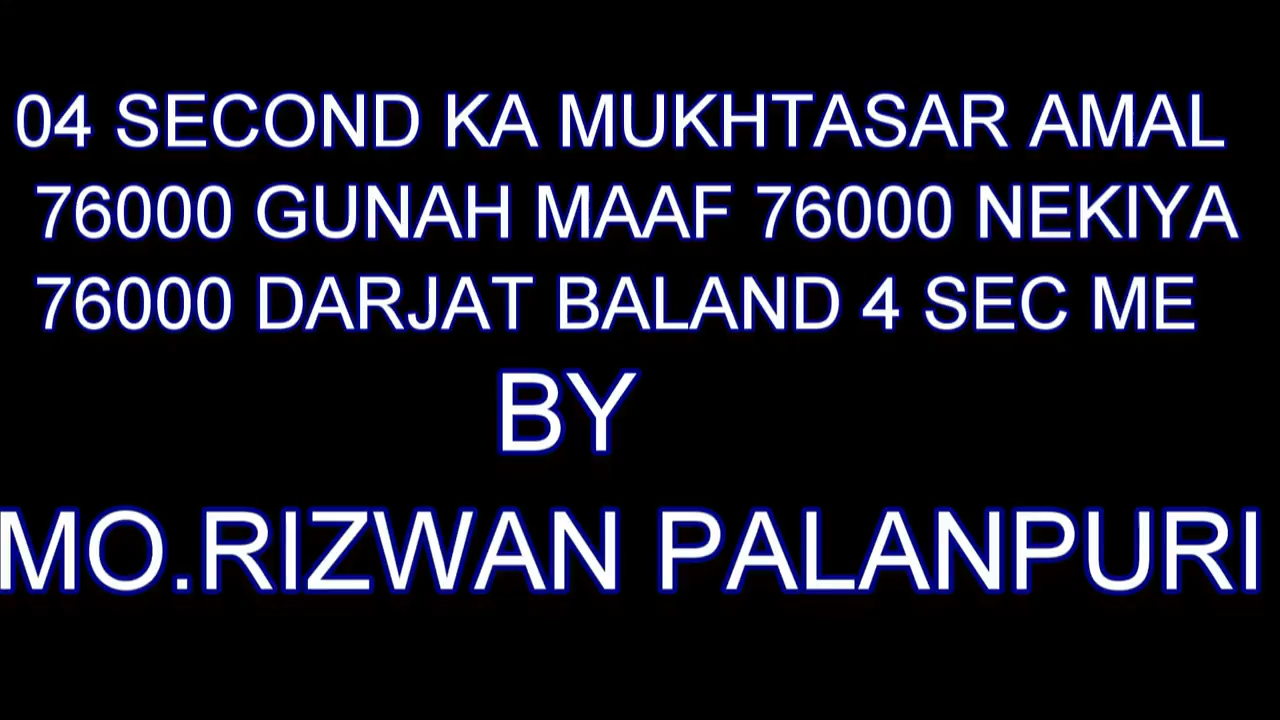 04 SECOND KA MUKHTASAR AMAL
76000 GUNAH MAAF 76000 NEKIYA
76000 DARJAT BALAND 4 SEC ME
BY
MO.RIZWAN PALANPURI